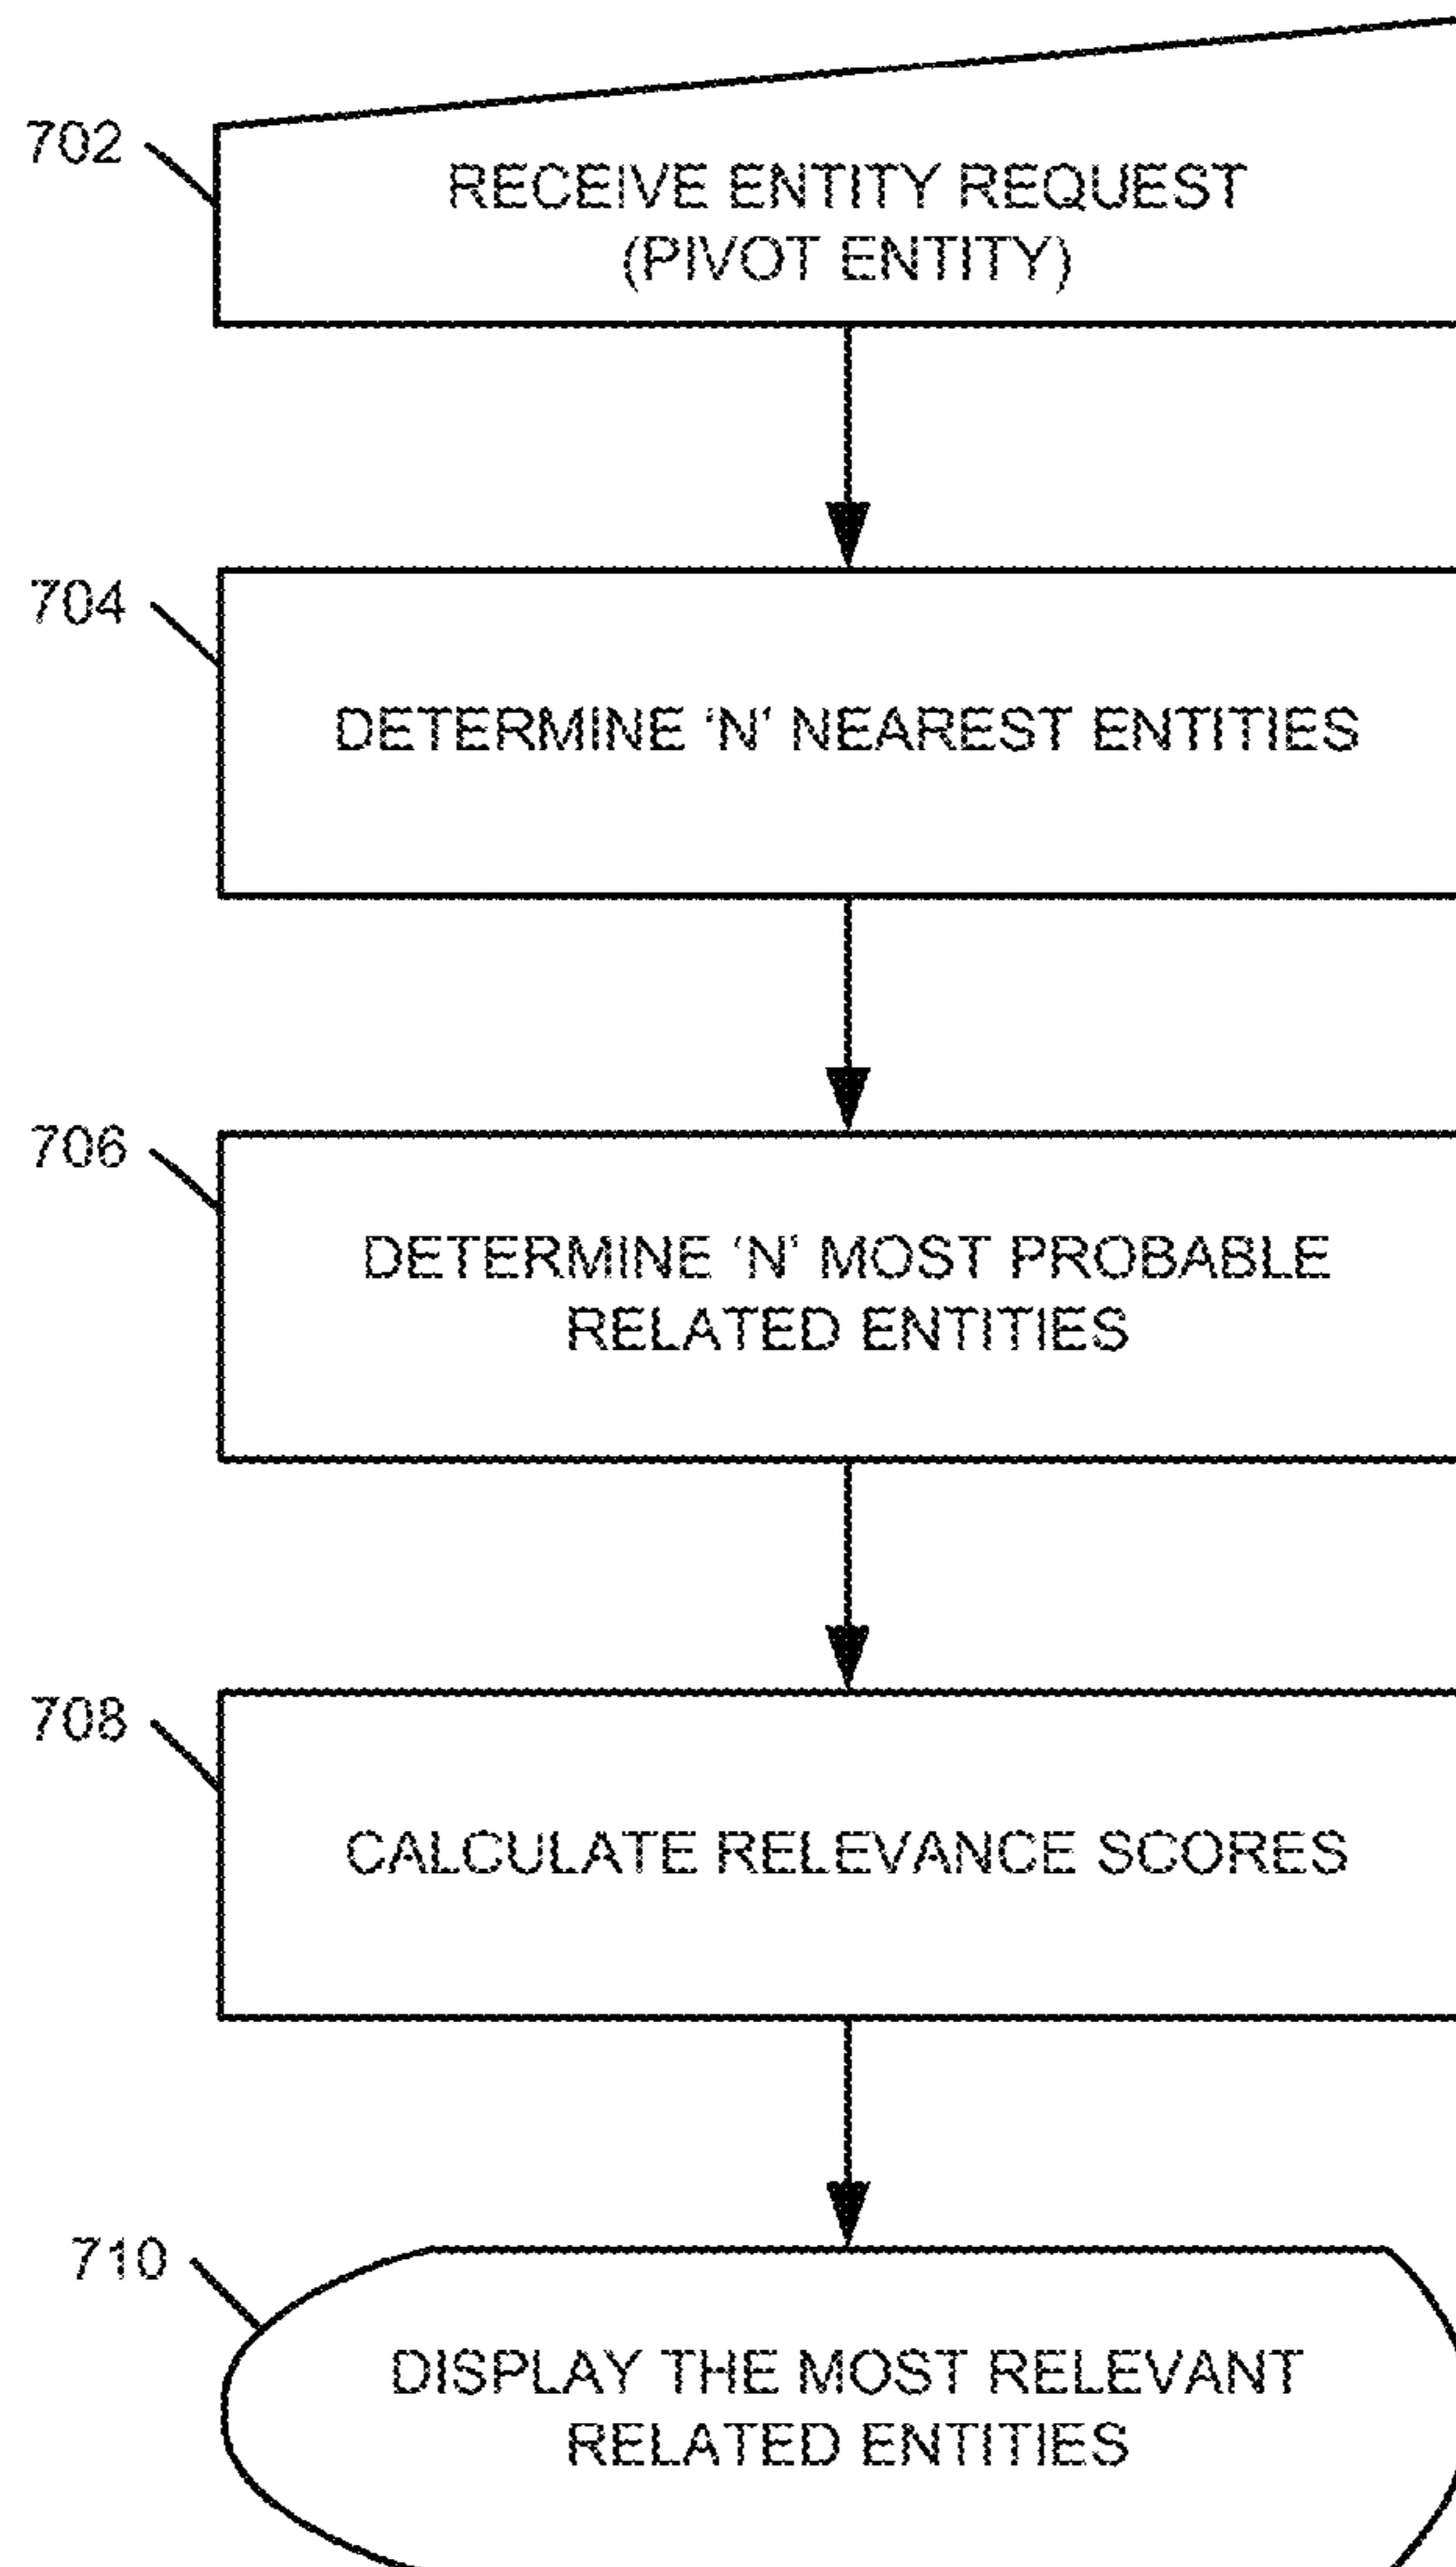 702
RECEIVE ENTITY REQUEST
(PIVOT ENTITY)
704
DETERMINE 'N' NEAREST ENTITIES
706
DETERMINE 'N' MOST PROBABLE
RELATED ENTITIES
708
CALCULATE RELEVANCE SCORES
710
DISPLAY THE MOST RELEVANT
RELATED ENTITIES